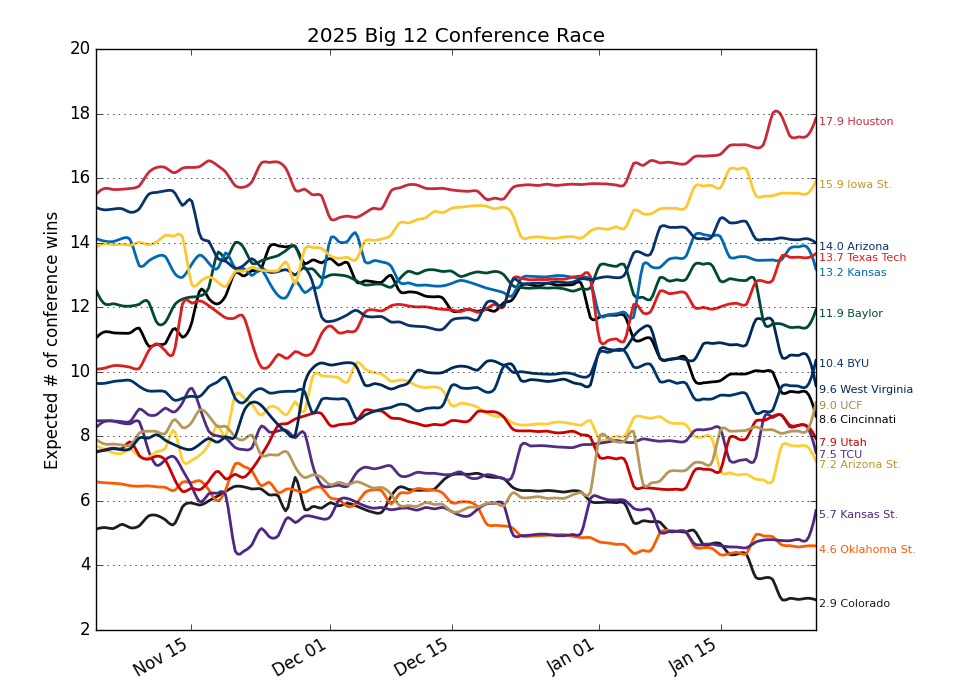 2025 Big 12 Conference Race
Expected # of conference wins
20
18
16
14
12
10
8
6
4
2
Nov 15
Dec 01
Dec 15
Jan 01
Jan 15
17.9 Houston
15.9 Iowa St.
14.0 Arizona
13.7 Texas Tech
13.2 Kansas
11.9 Baylor
10.4 BYU
9.6 West Virginia
9.0 UCF
8.6 Cincinnati
7.9 Utah
7.5 TCU
7.2 Arizona St.
5.7 Kansas St.
4.6 Oklahoma St.
2.9 Colorado